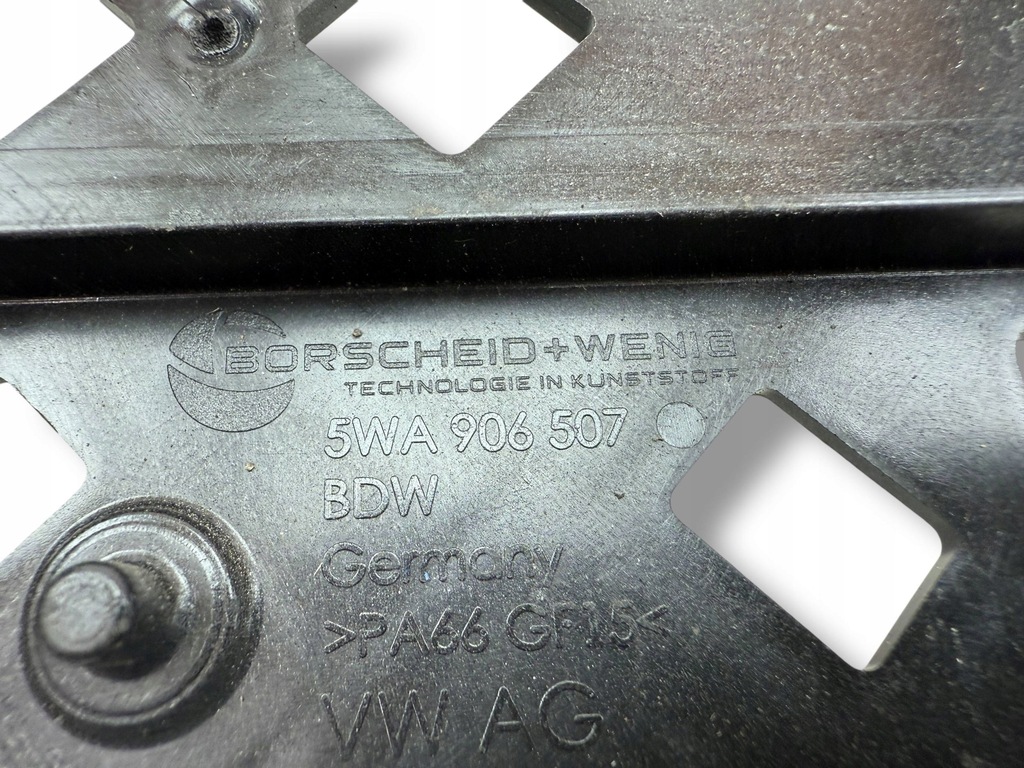 BORSCHEID+WENIG
TECHNOLOGIE IN KUNSTSTOFF
5WA 906 507
BDW
Germany
>PA66 GF15<
VW AG